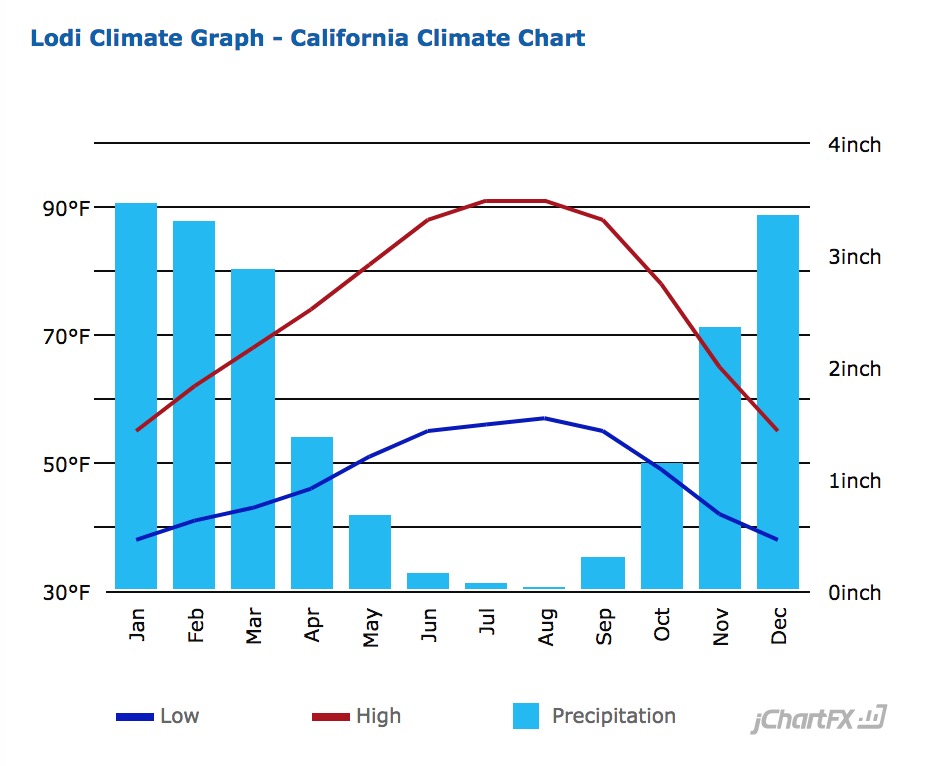 Lodi Climate Graph - California Climate Chart
4inch
90°F
3inch
70°F
2inch
50°F
1inch
30°F
0inch
Jan Feb Mar Apr May Jun Jul Aug Sep Oct Nov Dec
Low High Precipitation
jChartFX